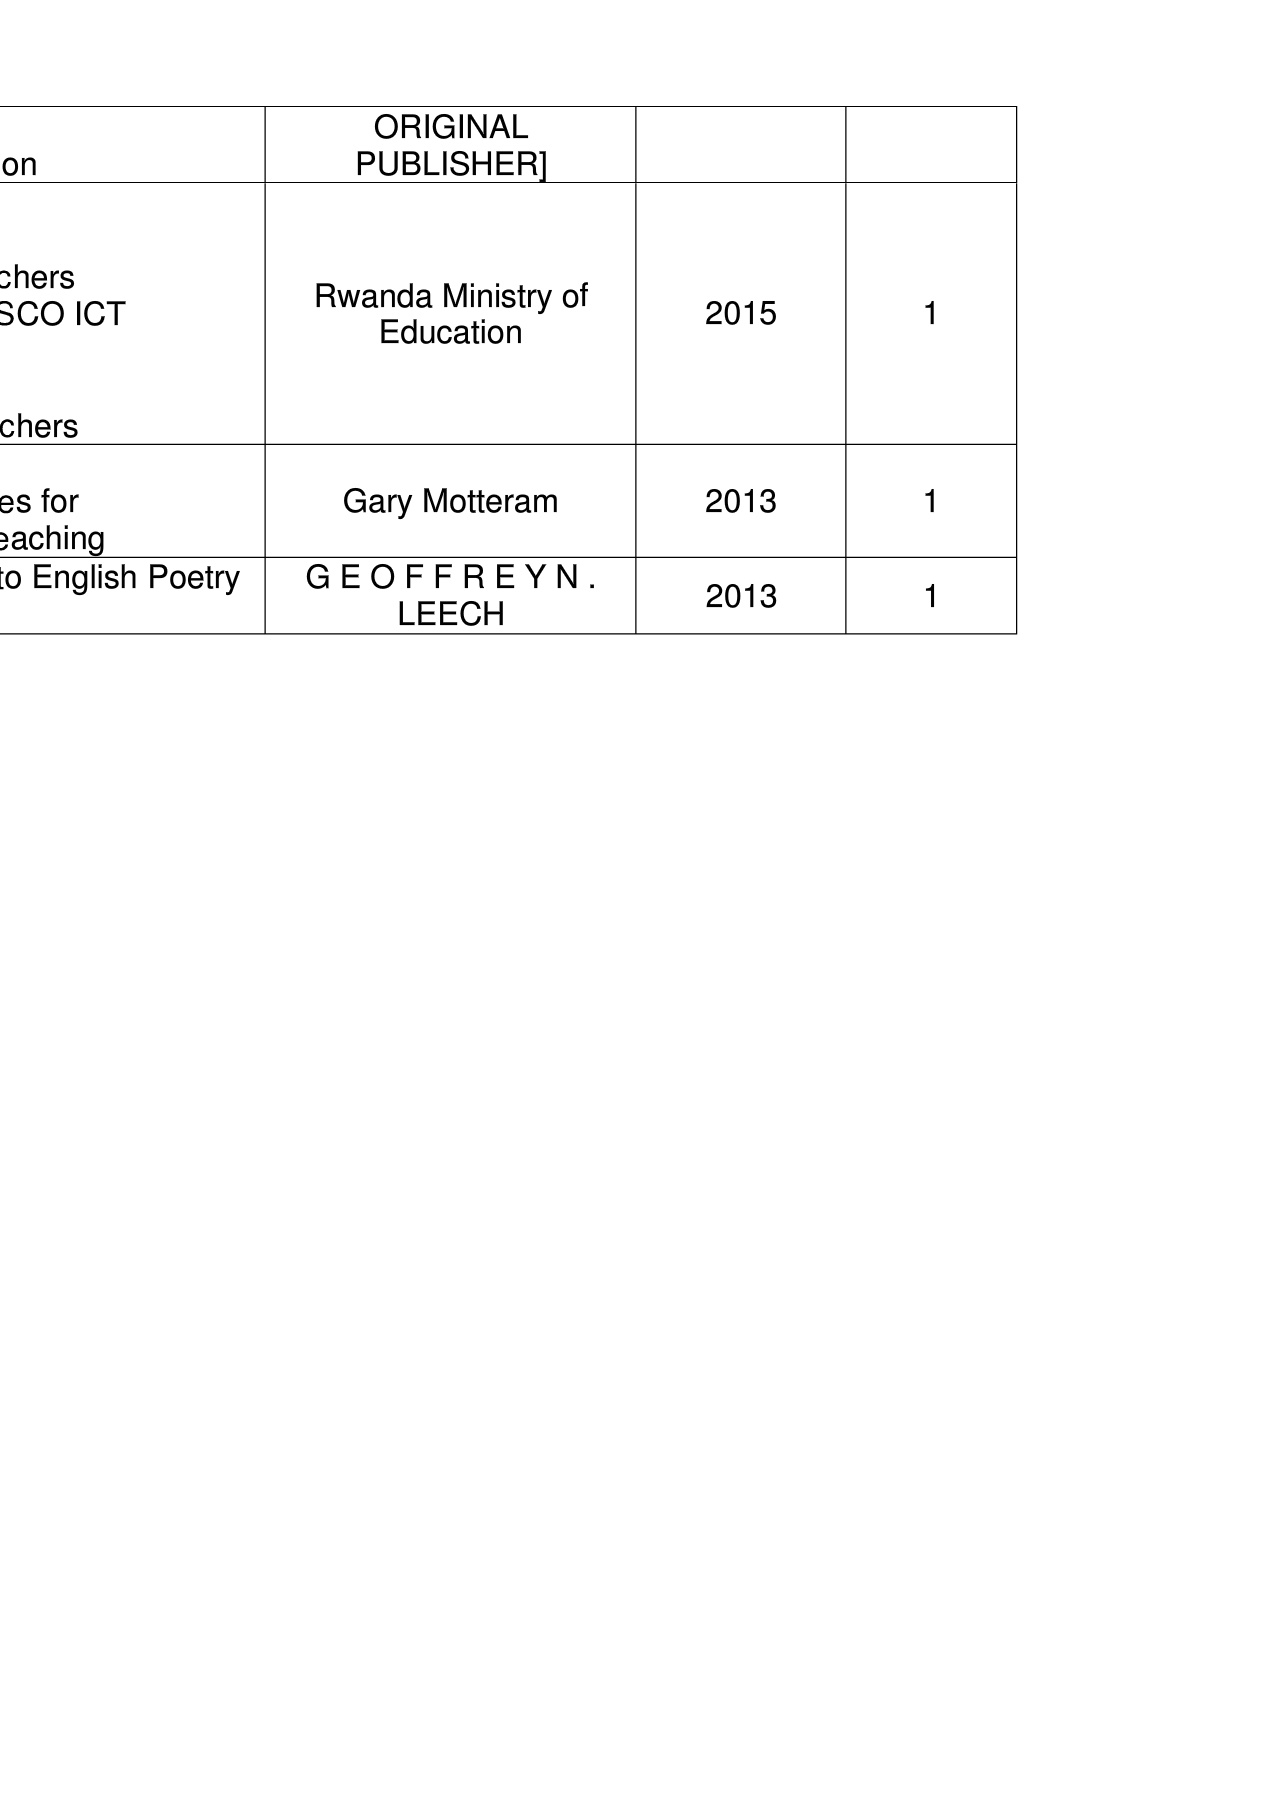 ORIGINAL
on PUBLISHER]
chers
SCO ICT
Rwanda Ministry of
Education
2015
1
chers
es for
eaching
Gary Motteram
2013
1
to English Poetry
G E O F F R E Y N .
LEECH
2013
1